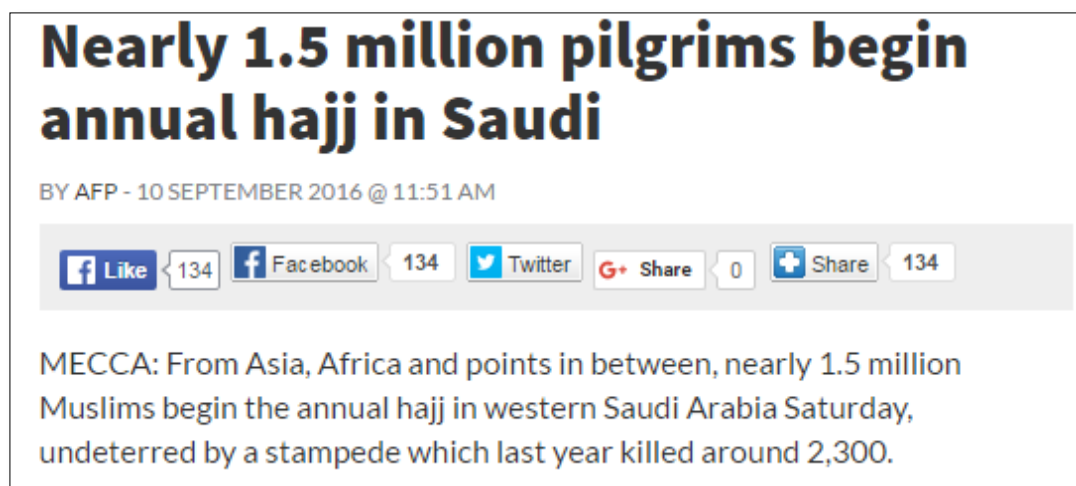 Nearly 1.5 million pilgrims begin
annual hajj in Saudi
BY AFP - 10 SEPTEMBER 2016 @ 11:51 AM
Like 134 Facebook 134 Twitter G+ Share 0 Share 134
MECCA: From Asia, Africa and points in between, nearly 1.5 million
Muslims begin the annual hajj in western Saudi Arabia Saturday,
undeterred by a stampede which last year killed around 2,300.